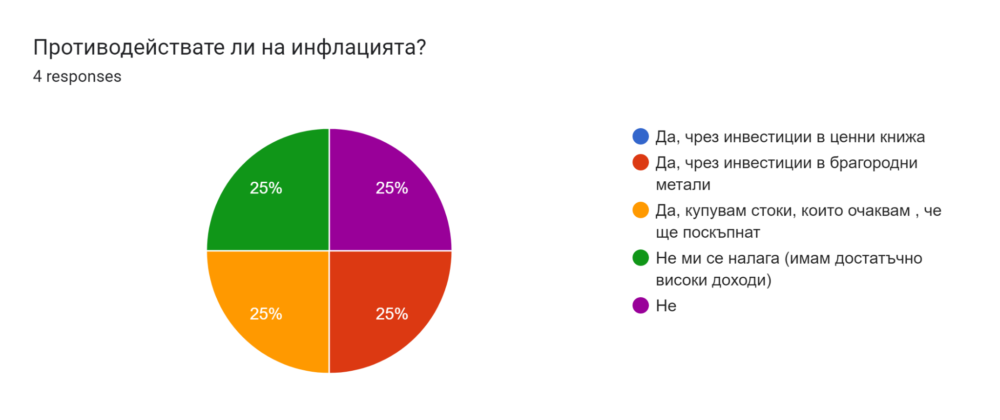 Противодействате ли на инфлацията?
4 responses
25%
25%
25%
25%
Да, чрез инвестиции в ценни книжа
Да, чрез инвестиции в брагородни
метали
Да, купувам стоки, които очаквам , че
ще поскъпнат
Не ми се налага (имам достатъчно
високи доходи)
Не